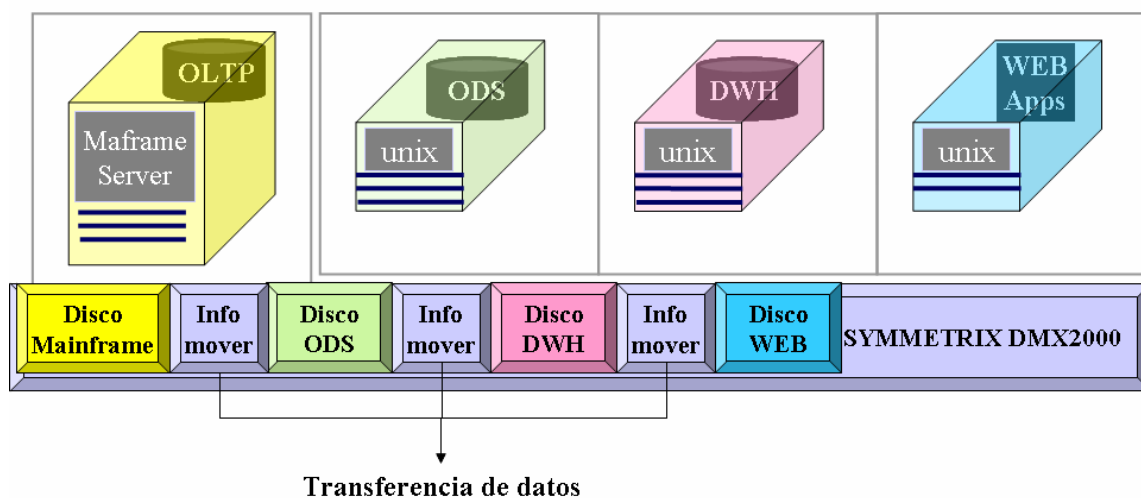 OLTP
Maframe
Server
ODS
unix
DWH
unix
WEB
Apps
unix
Disco
Mainframe
Info
mover
Disco
ODS
Info
mover
Disco
DWH
Info
mover
Disco
WEB
SYMMETRIX DMX2000
Transferencia de datos